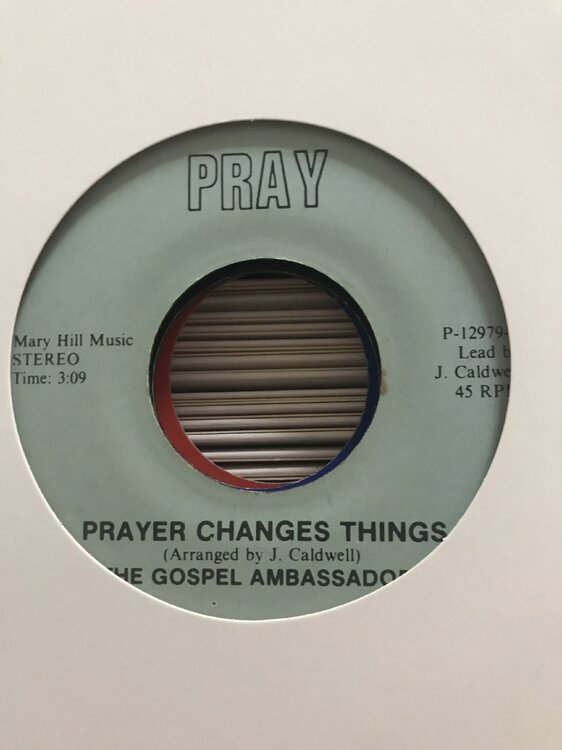 PRAY
Mary Hill Music
STEREO
Time: 3:09
P-12979-
Lead b
J. Caldwe
45 RP
PRAYER CHANGES THINGS
(Arranged by J. Caldwell)
HE GOSPEL AMBASSADO